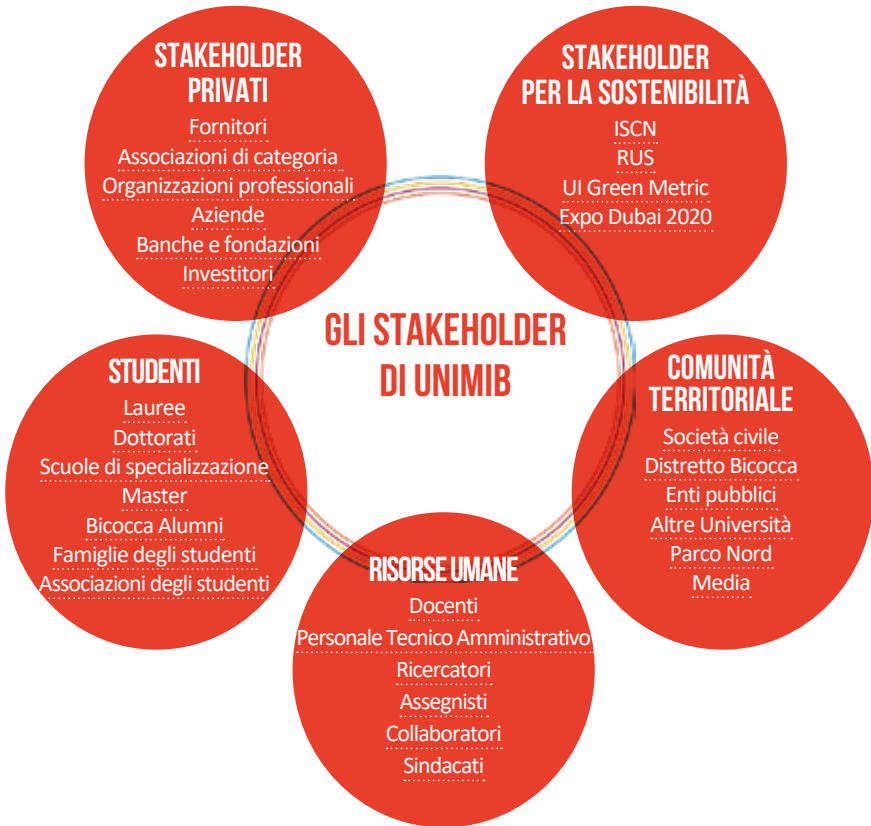 STAKEHOLDER
PRIVATI
Fornitori
Associazioni di categoria
Organizzazioni professionali
Aziende
Banche e fondazioni
Investitori
STAKEHOLDER
PER LA SOSTENIBILITÀ
ISCN
RUS
UI Green Metric
Expo Dubai 2020
GLI STAKEHOLDER
DI UNIMIB
STUDENTI
Lauree
Dottorati
Scuole di specializzazione
Master
Bicocca Alumni
Famiglie degli studenti
Associazioni degli studenti
COMUNITÀ
TERRITORIALE
Società civile
Distretto Bicocca
Enti pubblici
Altre Università
Parco Nord
Media
RISORSE UMANE
Docenti
Personale Tecnico Amministrativo
Ricercatori
Assegnisti
Collaboratori
Sindacati